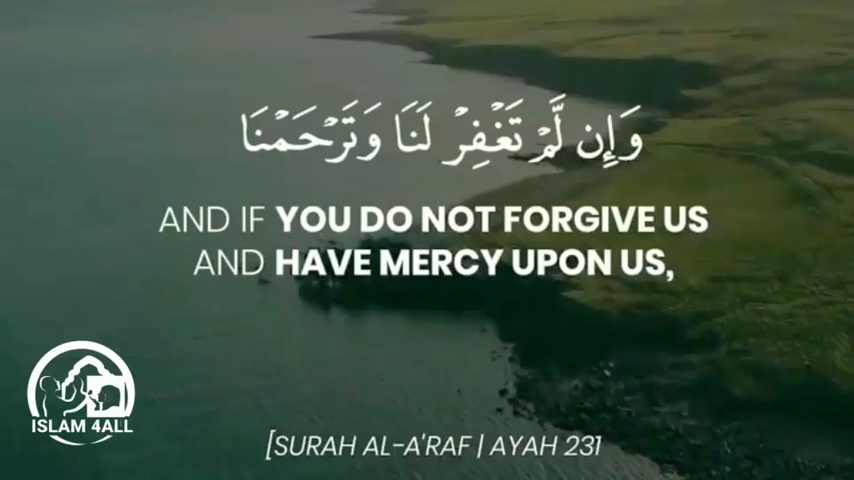 وَإِن لَّمْ تَغْفِرْ لَنَا وَتَرْحَمْنَا
AND IF YOU DO NOT FORGIVE US
AND HAVE MERCY UPON US,
ISLAM 4ALL
[SURAH AL-A'RAF | AYAH 231